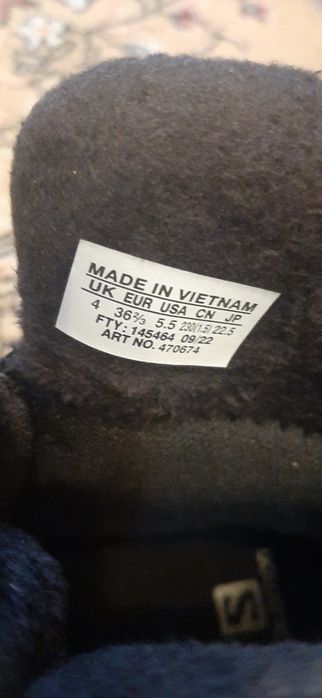 MADE IN VIETNAM
UK EUR USA CN JP
4 36⅔ 5.5 230(1.5) 22.5
FTY: 145464 09/22
ART NO. 470674
S